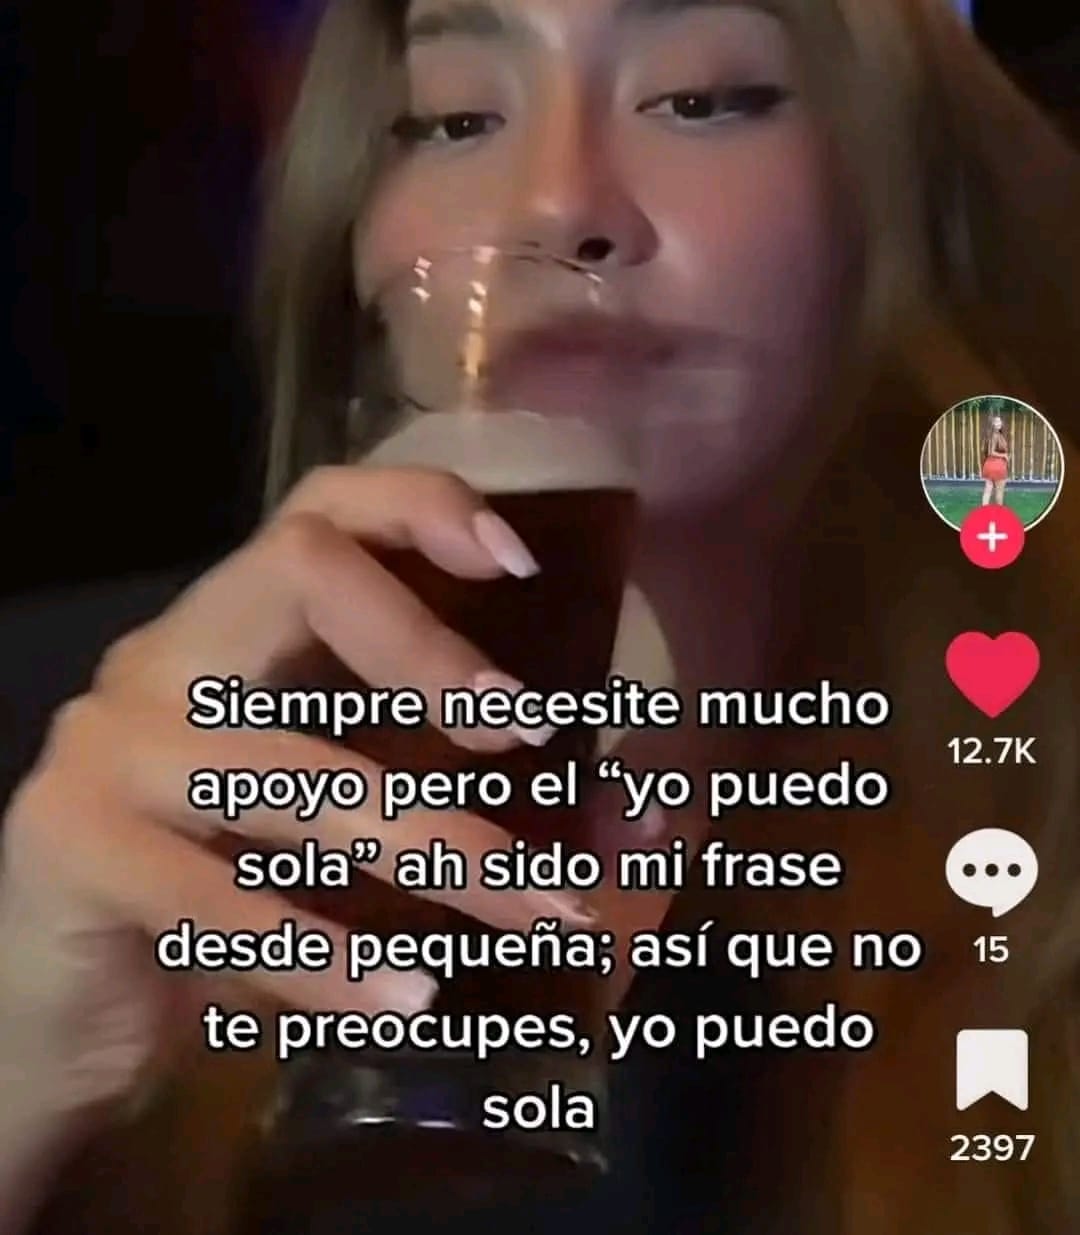 Siempre necesite mucho
apoyo pero el “yo puedo
sola” ah sido mi frase
desde pequeña; así que no
te preocupes, yo puedo
sola
12.7K
15
2397